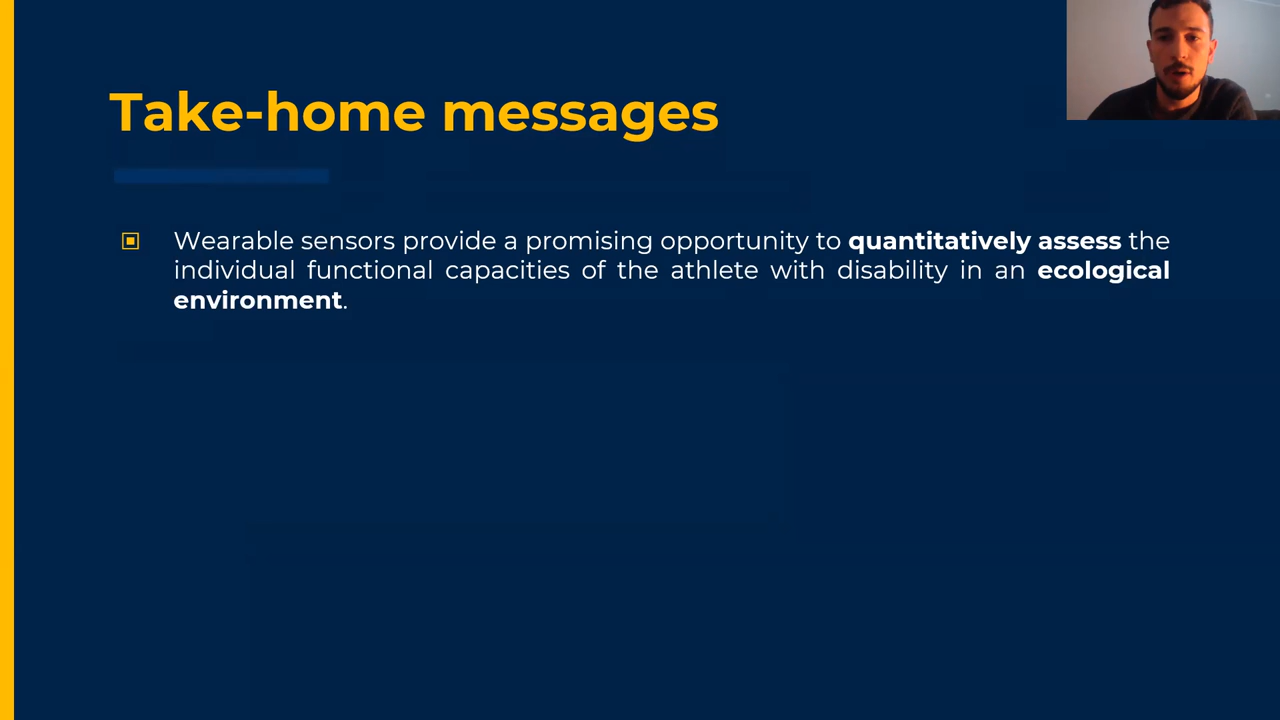 Take-home messages
Wearable sensors provide a promising opportunity to quantitatively assess the
individual functional capacities of the athlete with disability in an ecological
environment.